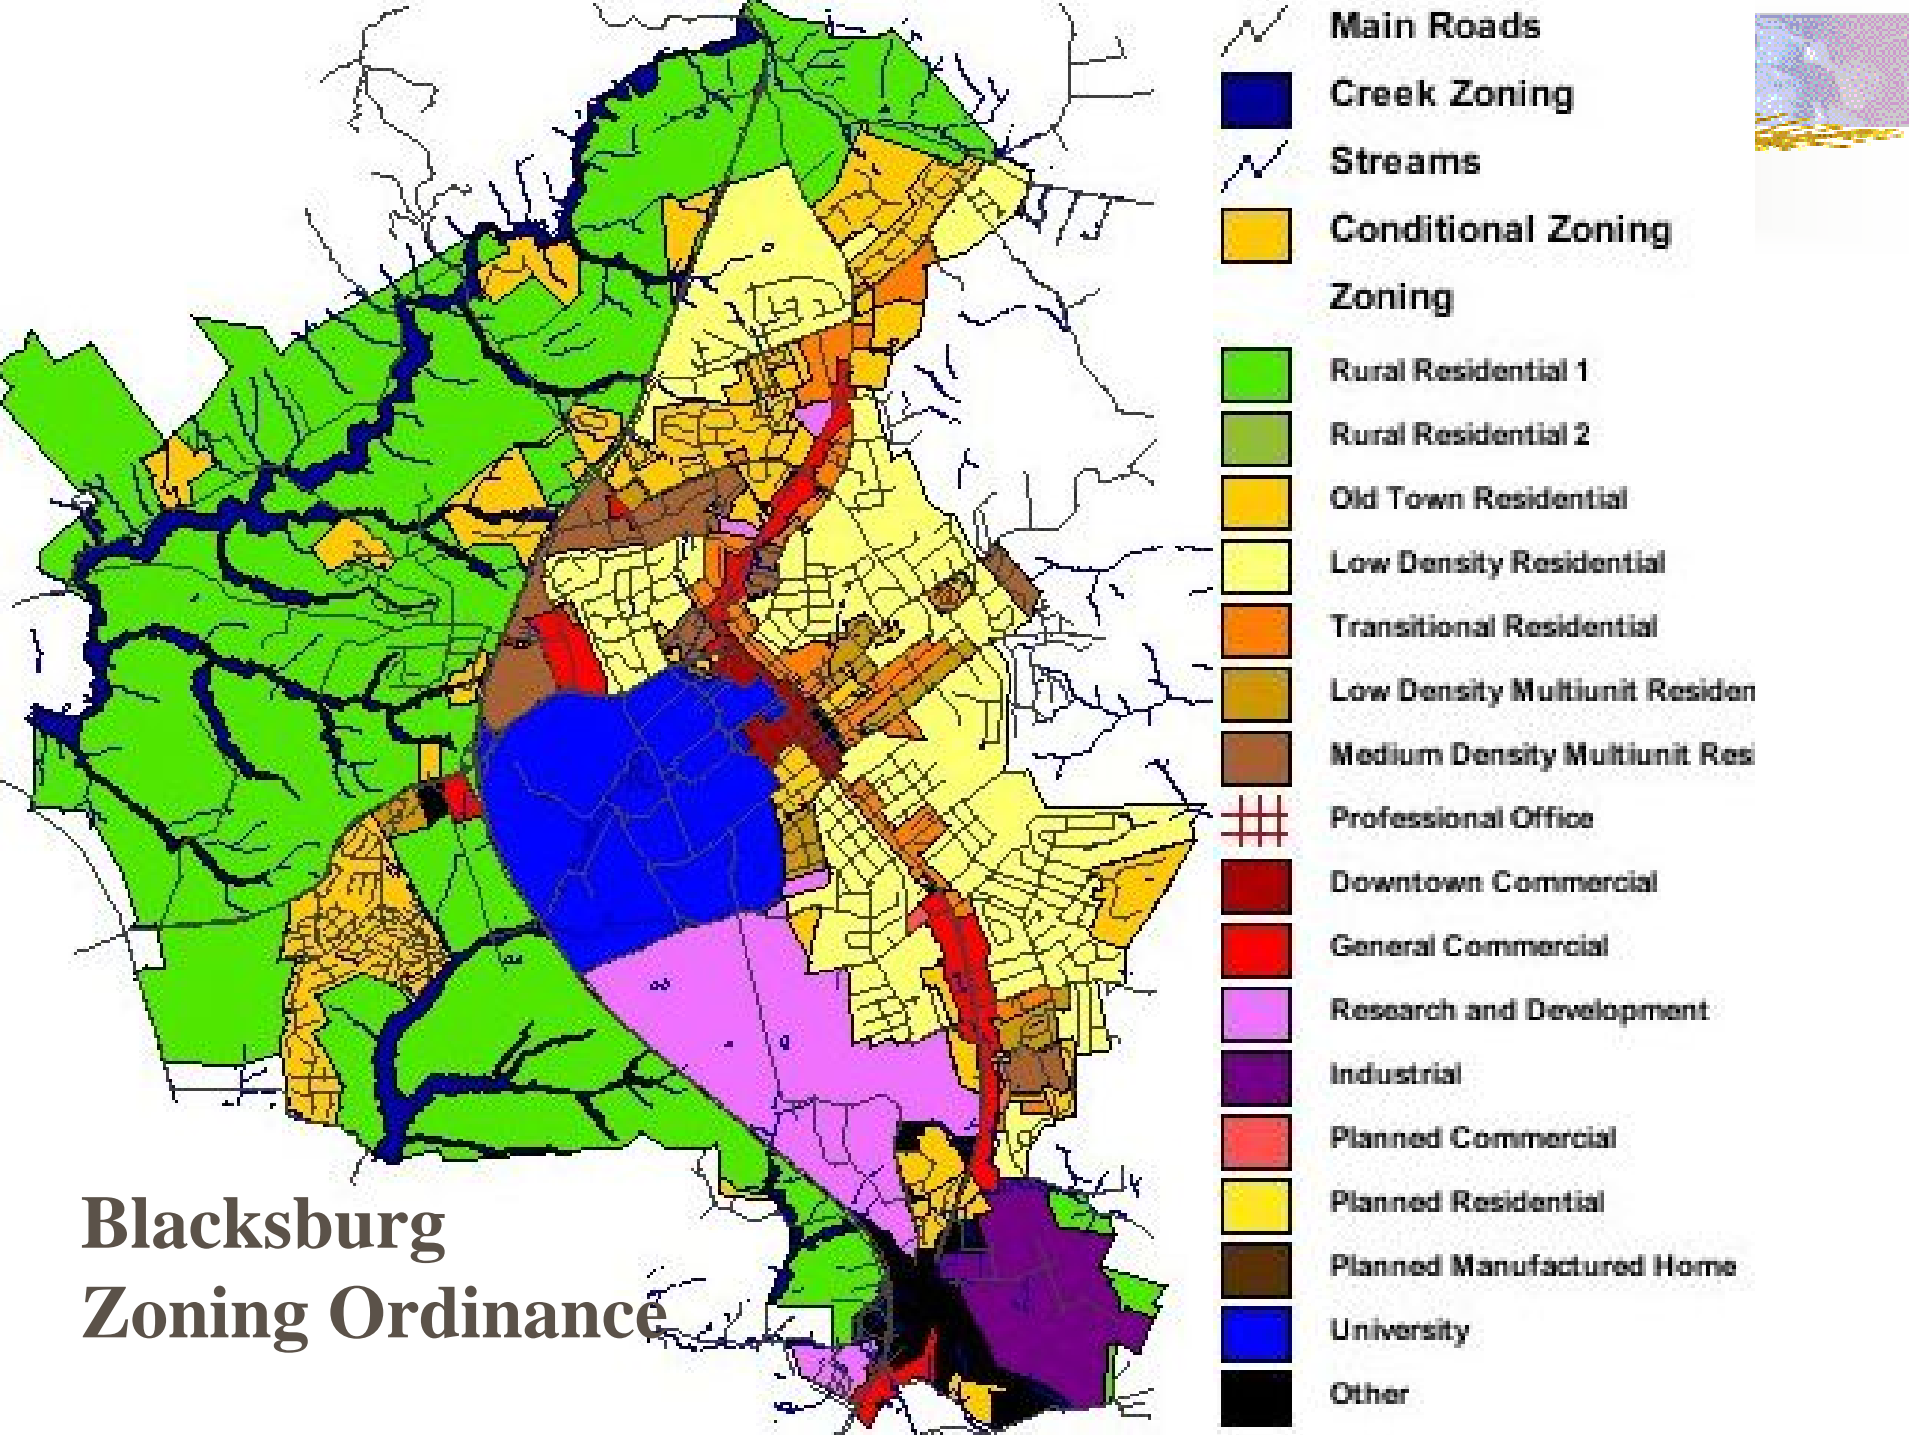 Main Roads
Creek Zoning
Streams
Conditional Zoning
Zoning
Rural Residential 1
Rural Residential 2
Old Town Residential
Low Density Residential
Transitional Residential
Low Density Multiunit Residen
Medium Density Multiunit Resi
Professional Office
Downtown Commercial
General Commercial
Research and Development
Industrial
Planned Commercial
Planned Residential
Planned Manufactured Home
University
Other
Blacksburg
Zoning Ordinance